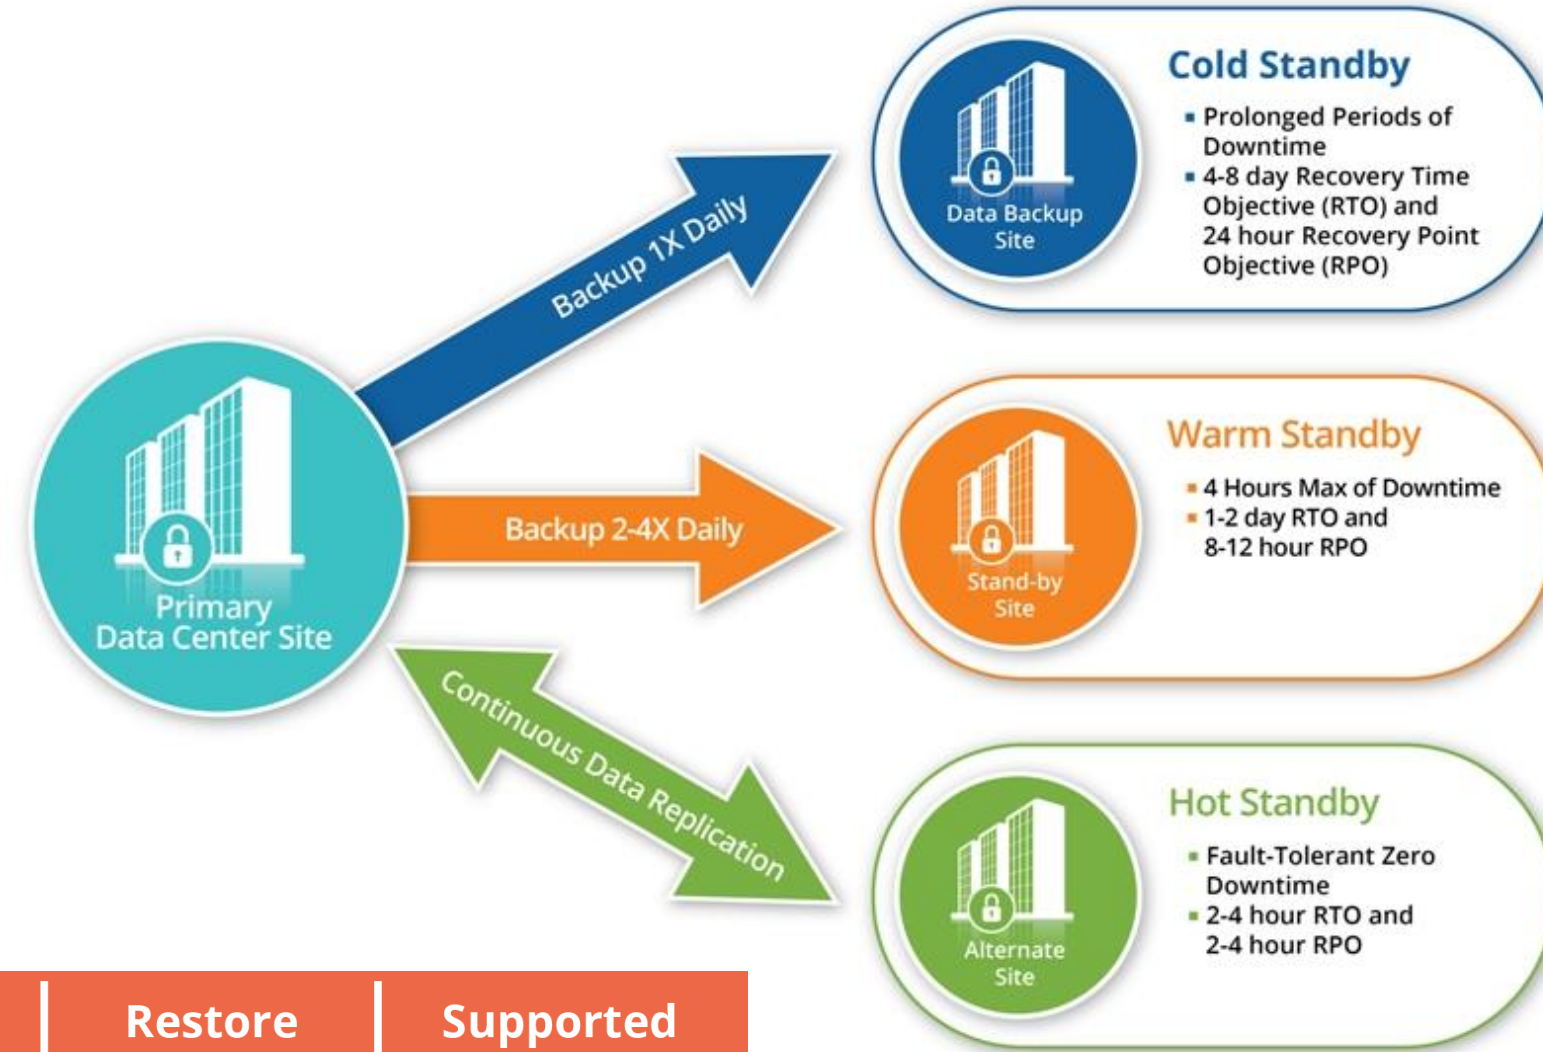 Cold Standby
▪ Prolonged Periods of
Downtime
▪ 4-8 day Recovery Time
Objective (RTO) and
24 hour Recovery Point
Objective (RPO)
Data Backup
Site
Backup 1X Daily
Primary
Data Center Site
Backup 2-4X Daily
Warm Standby
▪ 4 Hours Max of Downtime
▪ 1-2 day RTO and
8-12 hour RPO
Stand-by
Site
Continuous Data Replication
Hot Standby
▪ Fault-Tolerant Zero
Downtime
▪ 2-4 hour RTO and
2-4 hour RPO
Alternate
Site
Restore
Supported